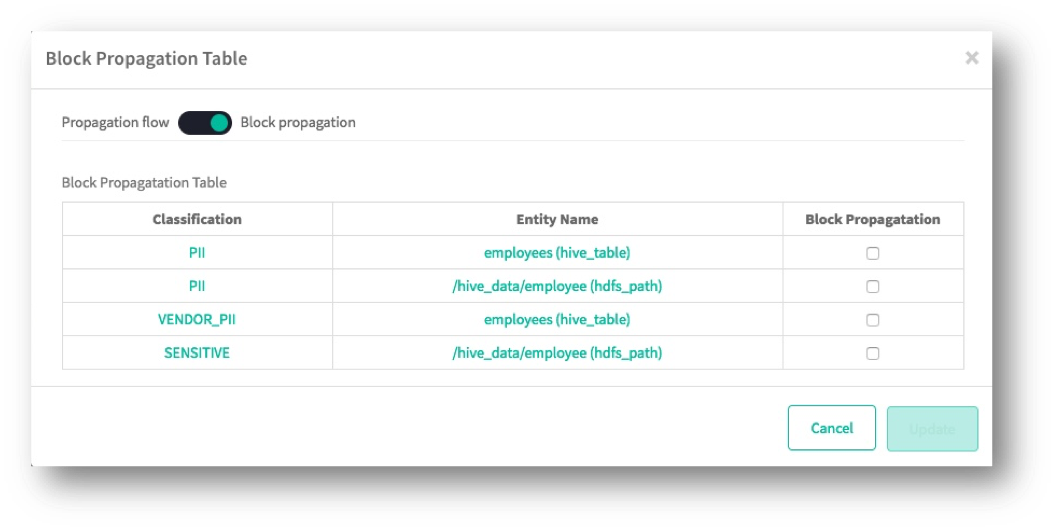 Block Propagation Table
Propagation flow Block propagation
Block Propagatation Table
Classification Entity Name Block Propagatation
PII employees (hive_table)
PII /hive_data/employee (hdfs_path)
VENDOR_PII employees (hive_table)
SENSITIVE /hive_data/employee (hdfs_path)
Cancel Update